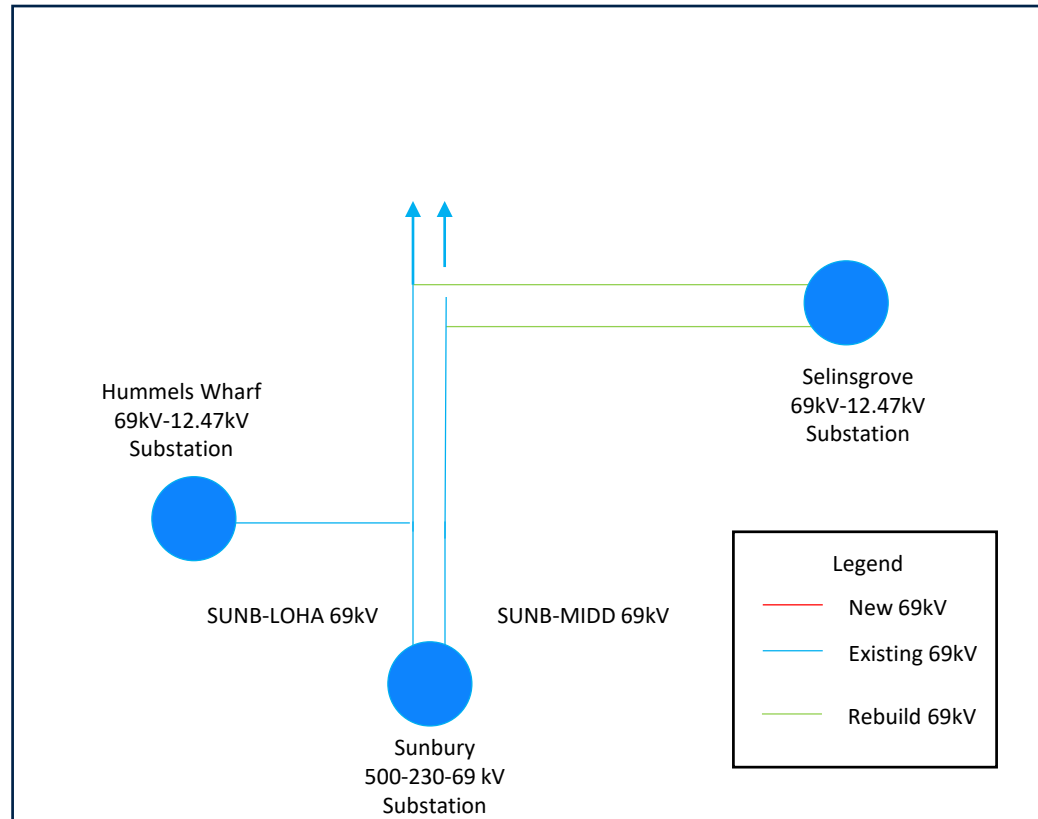 Hummels Wharf
69kV-12.47kV
Substation
Selinsgrove
69kV-12.47kV
Substation
SUNB-LOHA 69kV
SUNB-MIDD 69kV
Sunbury
500-230-69 kV
Substation
Legend
New 69kV
Existing 69kV
Rebuild 69kV